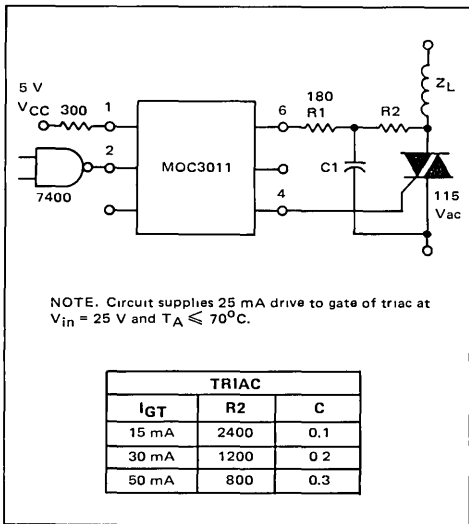 5 V
VCC 300 1
7400
2
MOC3011
6 180
R1 R2
C1
4
ZL
115
Vac
NOTE. Circuit supplies 25 mA drive to gate of triac at
Vin = 25 V and TA ⩽ 70°C.
TRIAC
IGT R2 C
15 mA 2400 0.1
30 mA 1200 0 2
50 mA 800 0.3